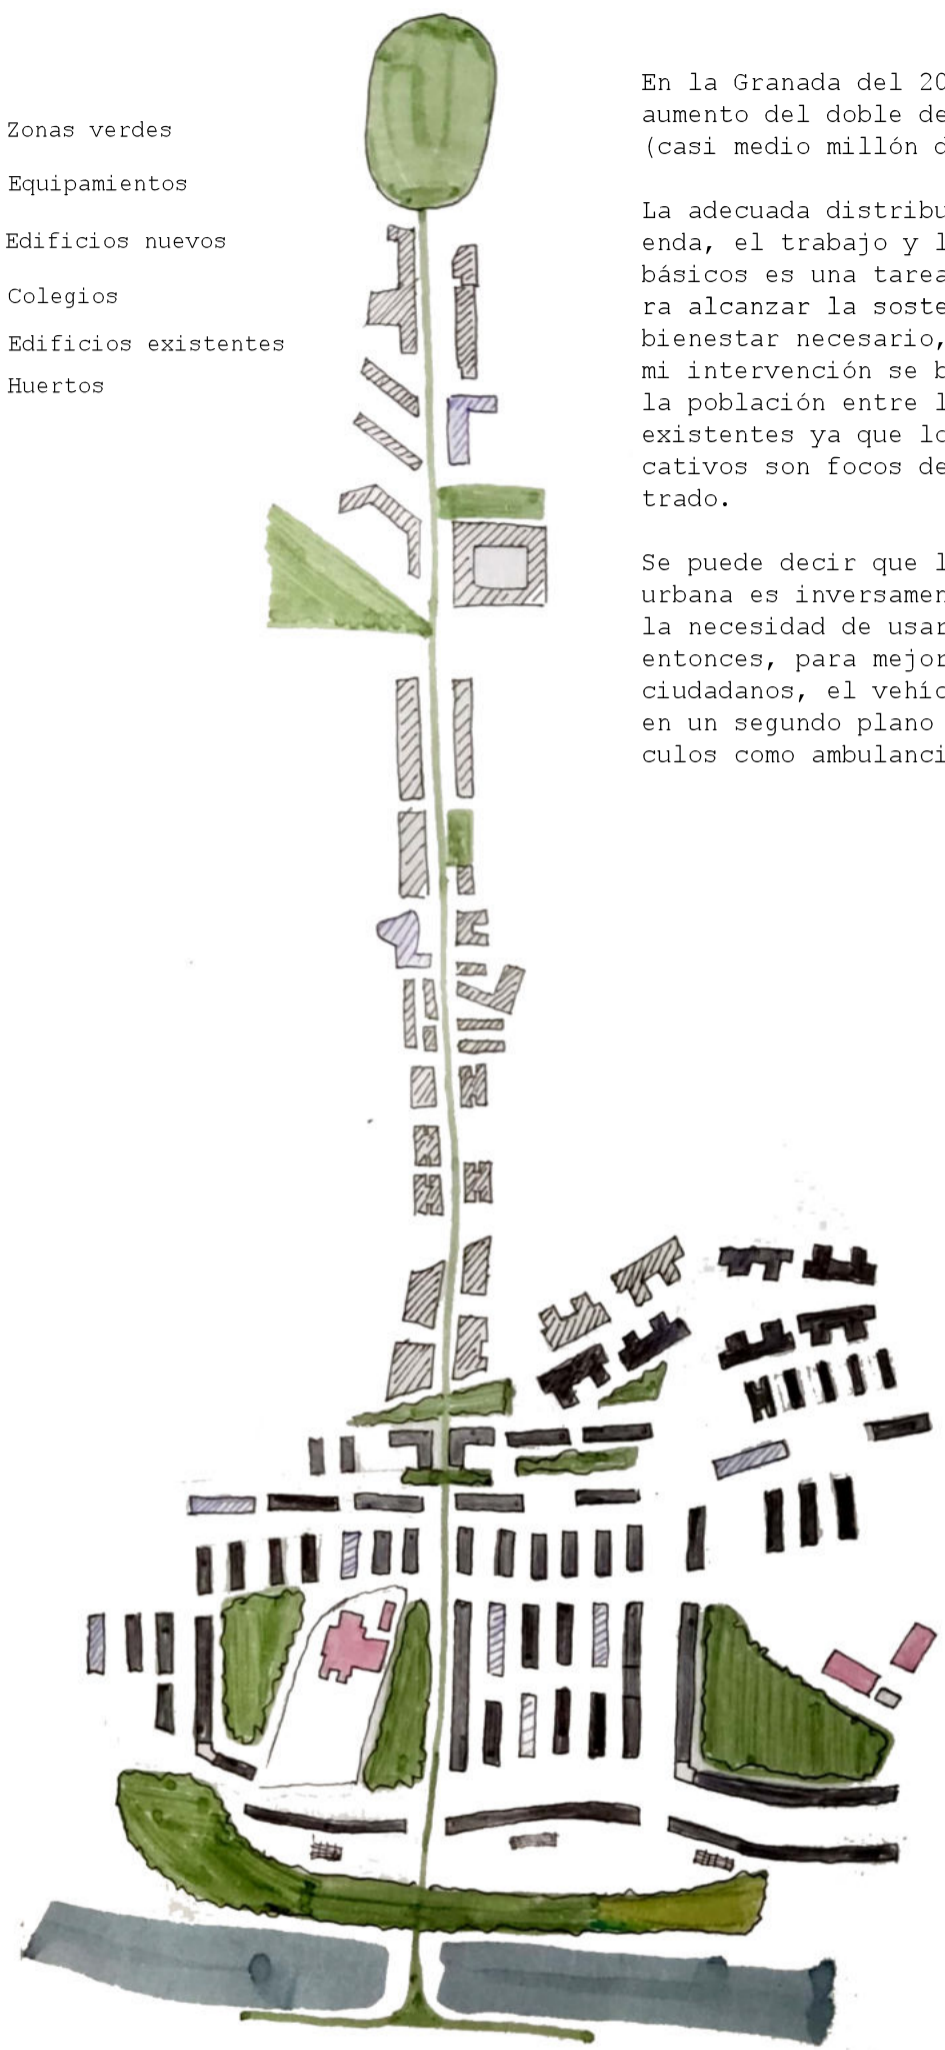 Zonas verdes
Equipamientos
Edificios nuevos
Colegios
Edificios existentes
Huertos
En la Granada del 20
aumento del doble de
(casi medio millón d
La adecuada distribu
enda, el trabajo y l
básicos es una tarea
ra alcanzar la soste
bienestar necesario,
mi intervención se b
la población entre l
existentes ya que lo
cativos son focos de
trado.
Se puede decir que l
urbana es inversamen
la necesidad de usar
entonces, para mejor
ciudadanos, el vehíc
en un segundo plano
culos como ambulanci